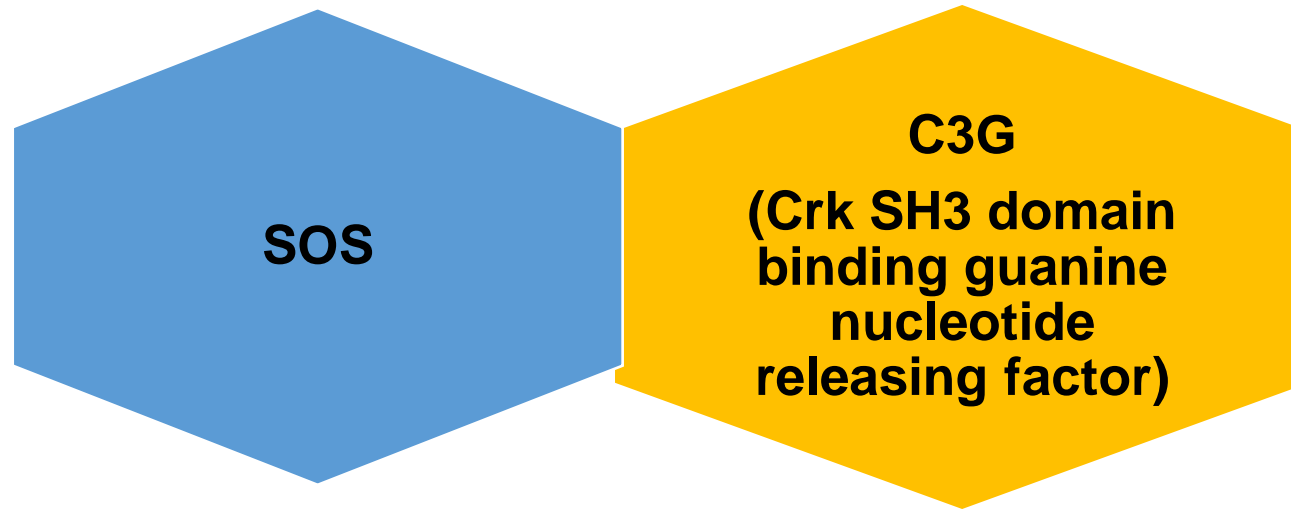 SOS
C3G
(Crk SH3 domain
binding guanine
nucleotide
releasing factor)